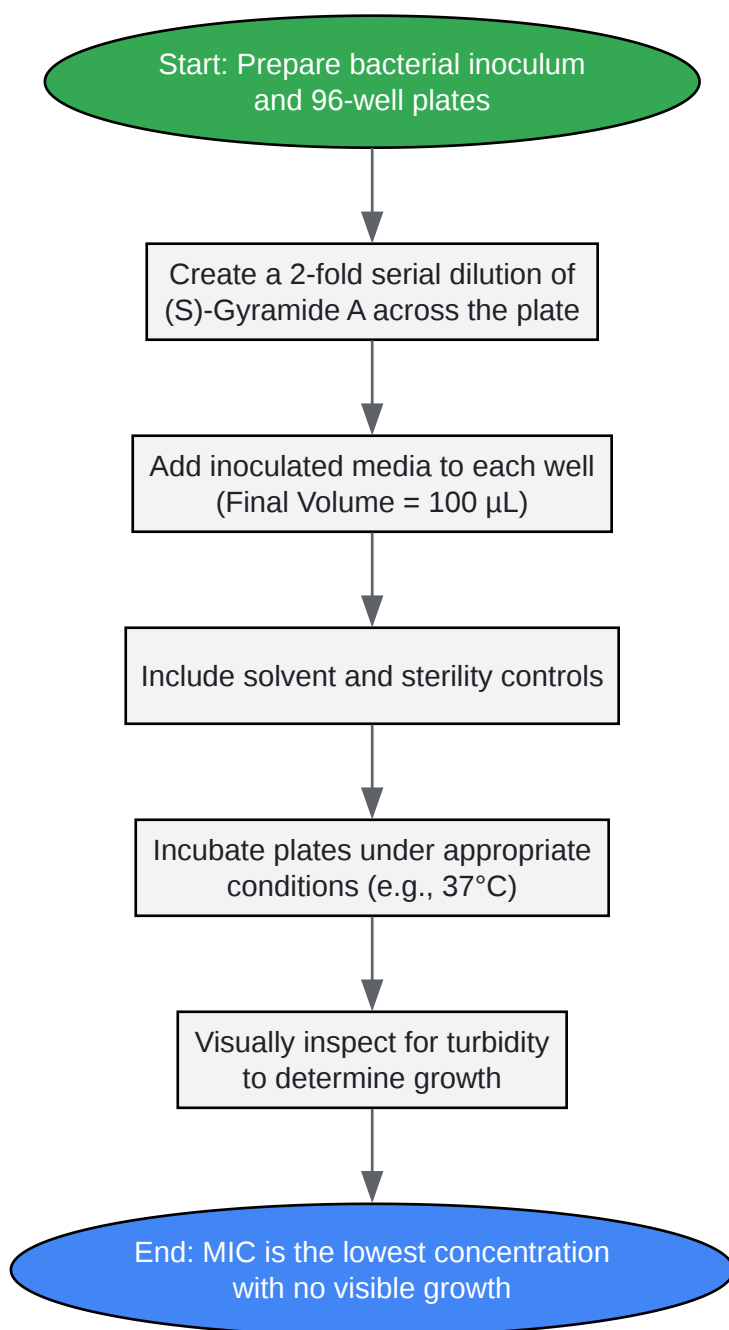 Start: Prepare bacterial inoculum
and 96-well plates
Create a 2-fold serial dilution of
(S)-Gyramide A across the plate
Add inoculated media to each well
(Final Volume = 100 µL)
Include solvent and sterility controls
Incubate plates under appropriate
conditions (e.g., 37°C)
Visually inspect for turbidity
to determine growth
End: MIC is the lowest concentration
with no visible growth